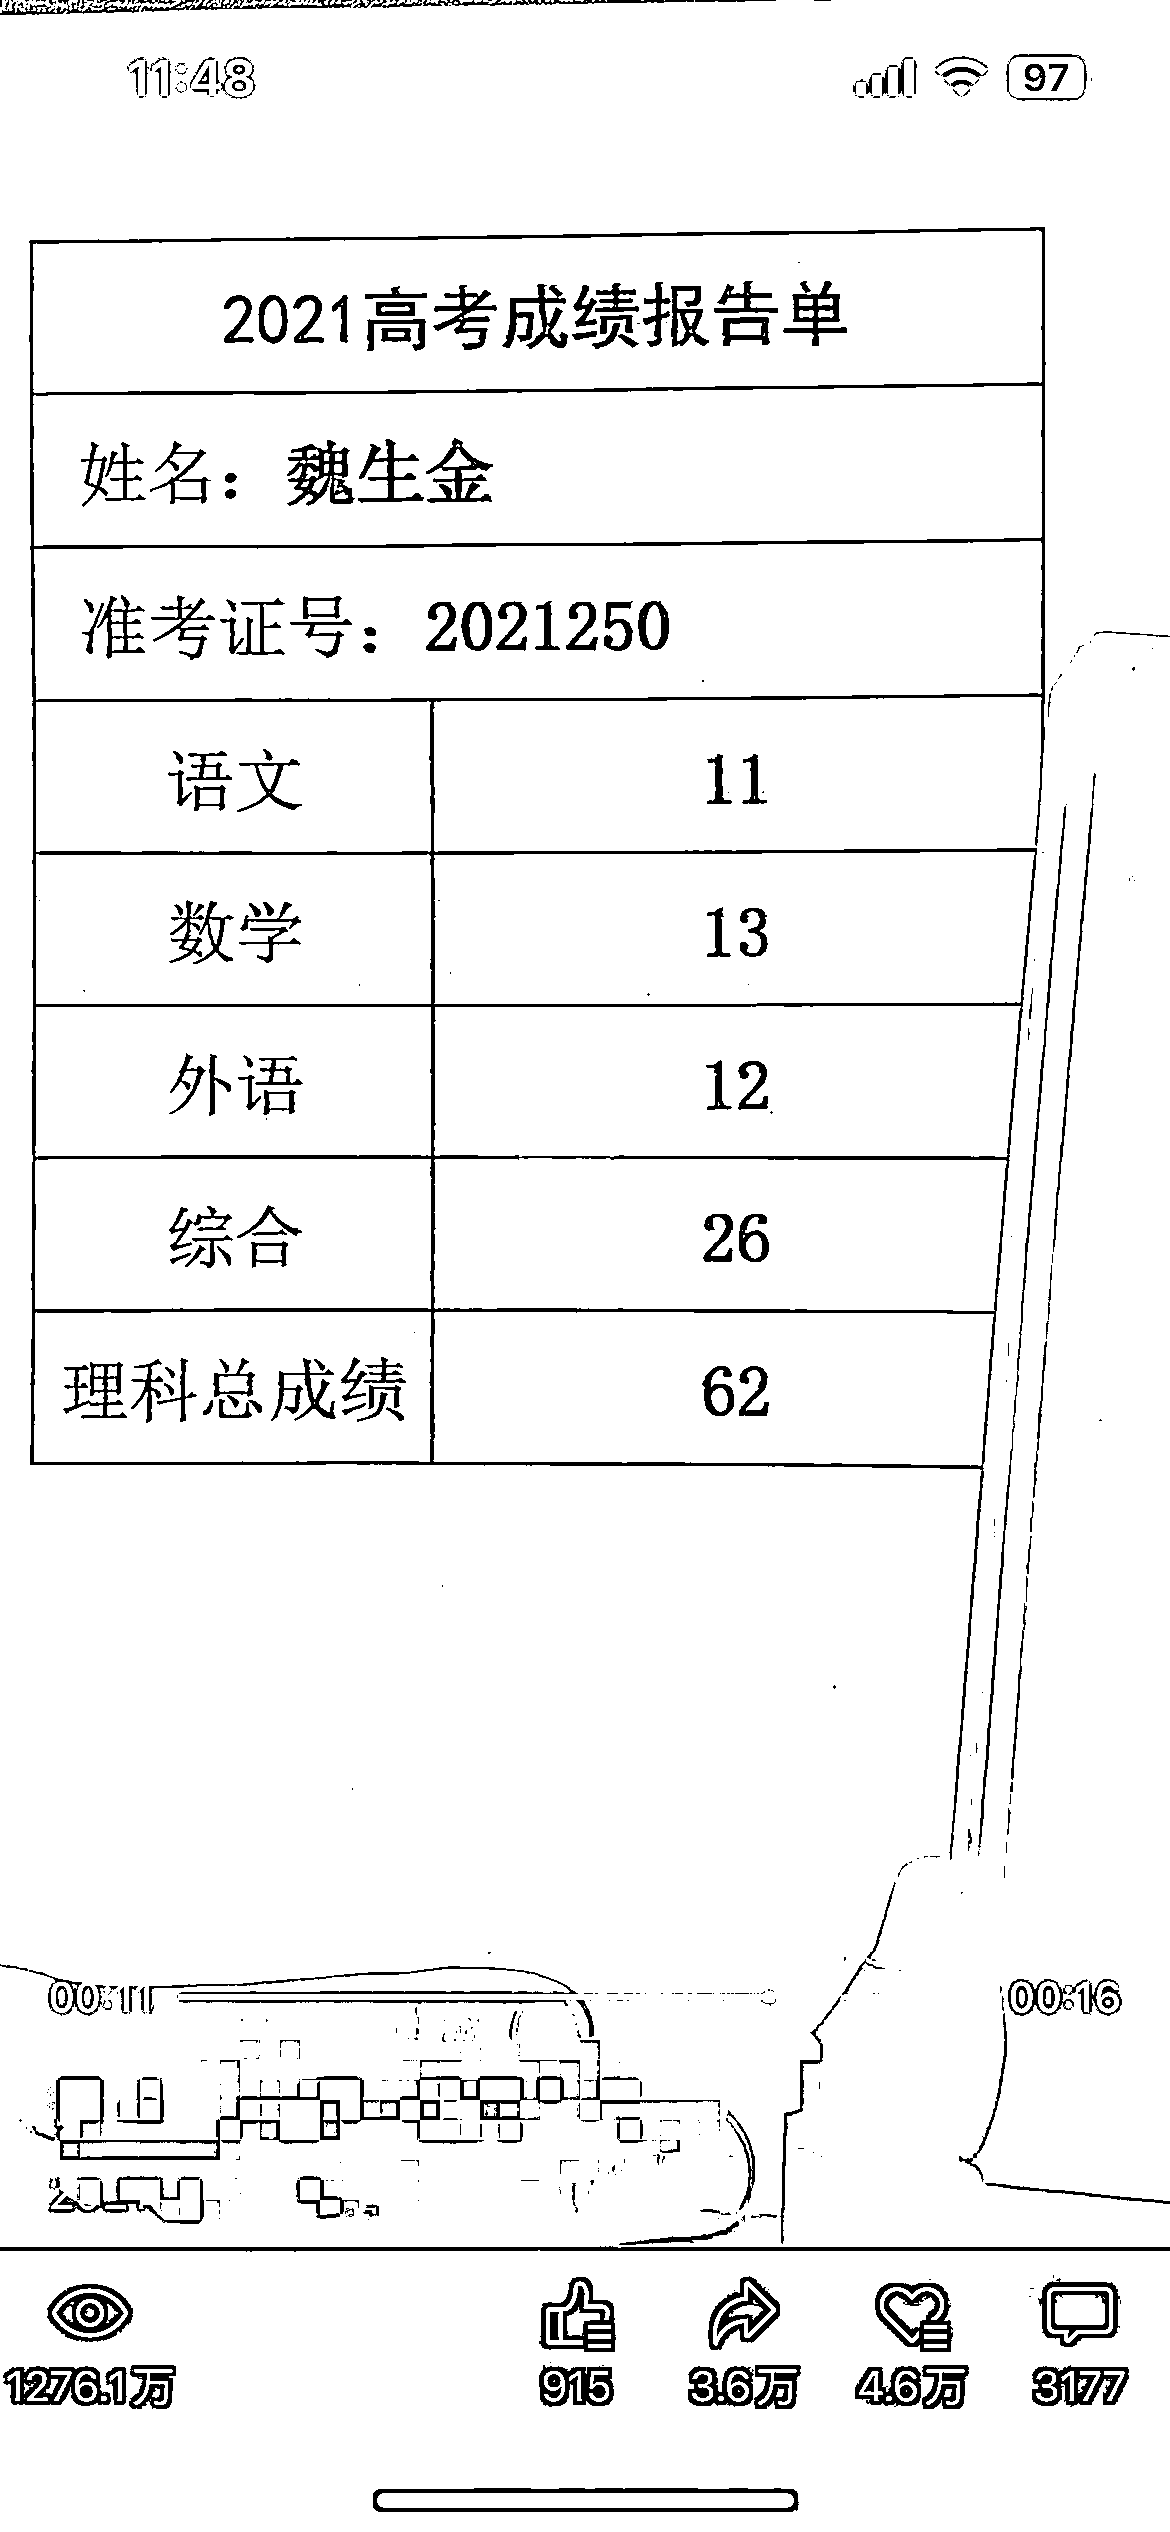 11:48
97
2021高考成绩报告单
姓名：魏生金
准考证号：2021250
语文 11
数学 13
外语 12
综合 26
理科总成绩 62
00:11 00:16
1276.1万 915 3.6万 4.6万 3177